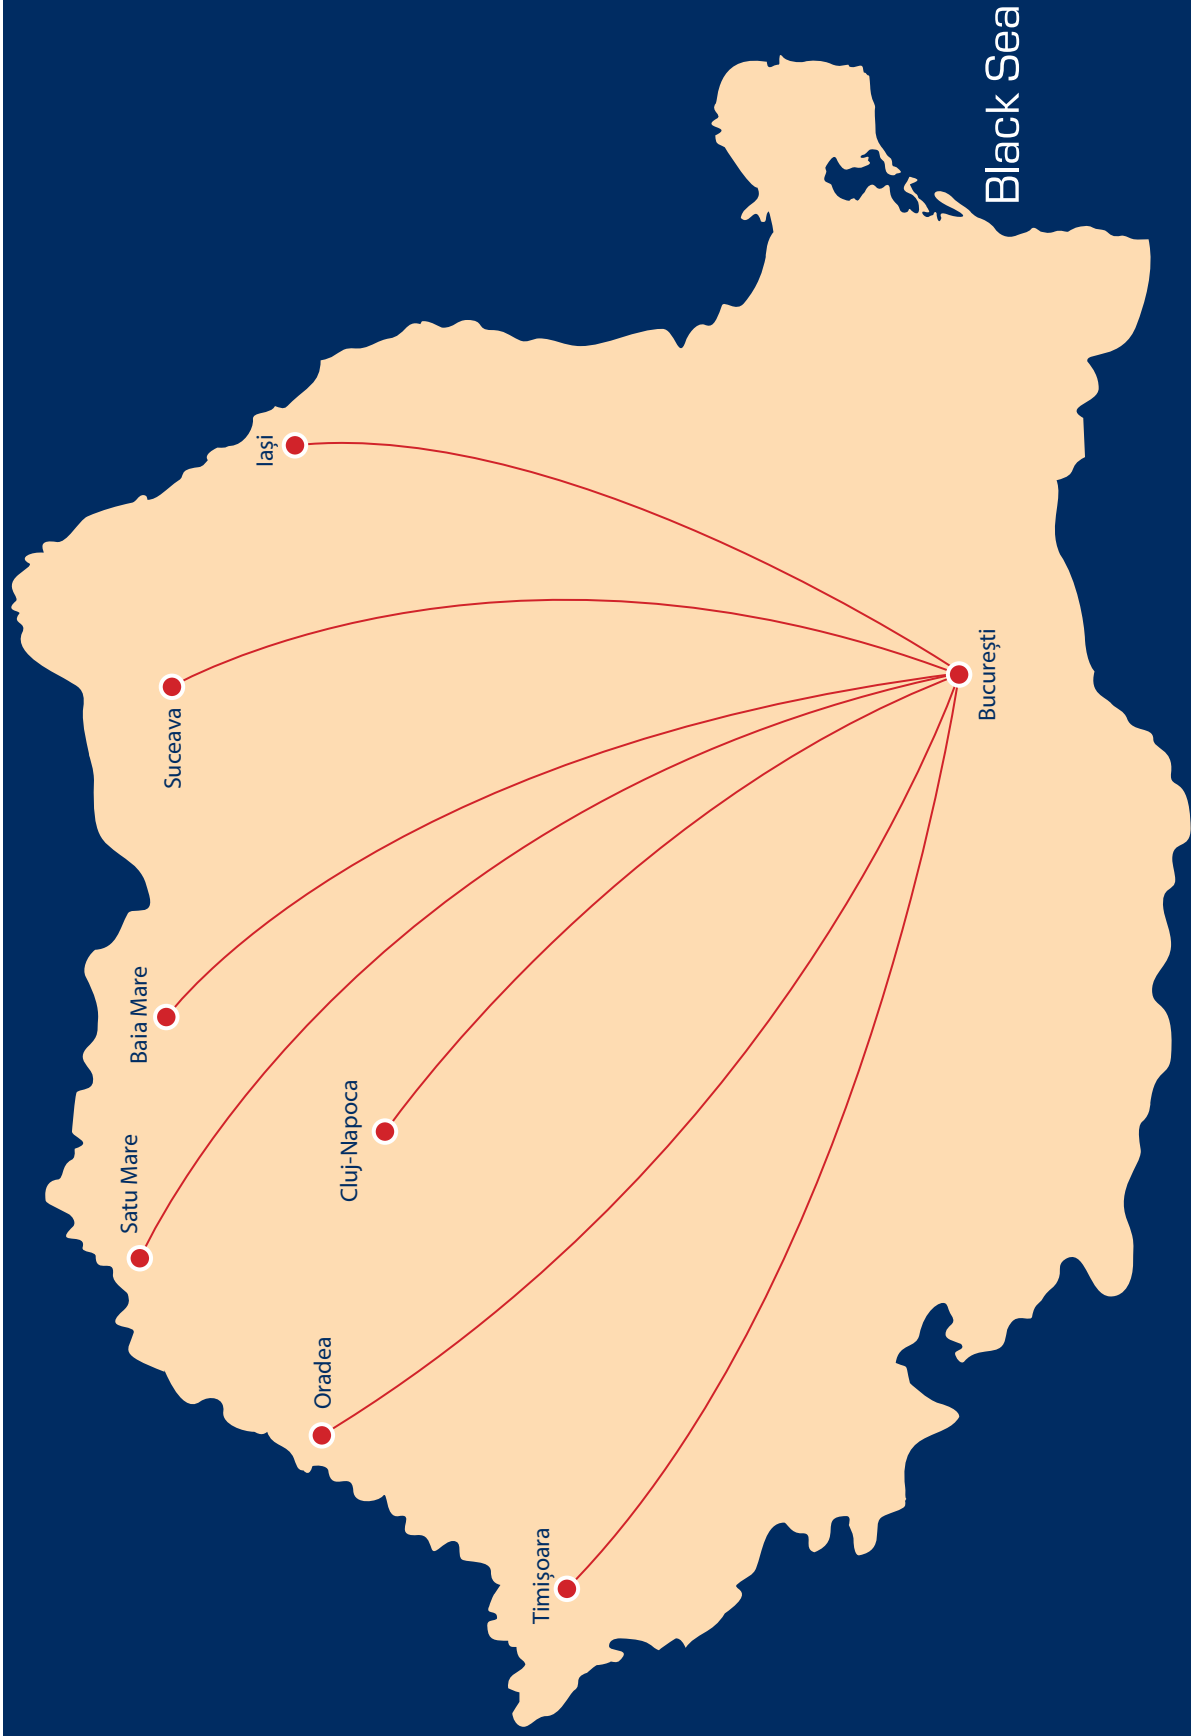 Satu Mare
Baia Mare
Suceava
Iași
Oradea
Cluj-Napoca
Timișoara
București
Black Sea